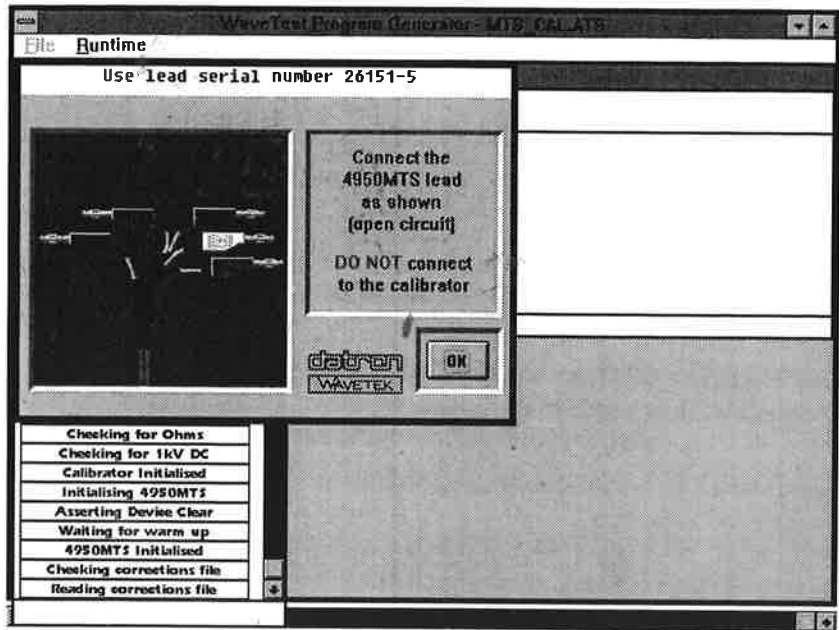 WaveTest Program Generator - MTS_CAL.ATS
File Runtime
Use lead serial number 26151-5
Connect the
4950MTS lead
as shown
(open circuit)
DO NOT connect
to the calibrator
datron
WAVETEK
OK
Checking for Ohms
Checking for 1kV DC
Calibrator Initialised
Initialising 4950MTS
Asserting Device Clear
Waiting for warm up
4950MTS Initialised
Checking corrections file
Reading corrections file